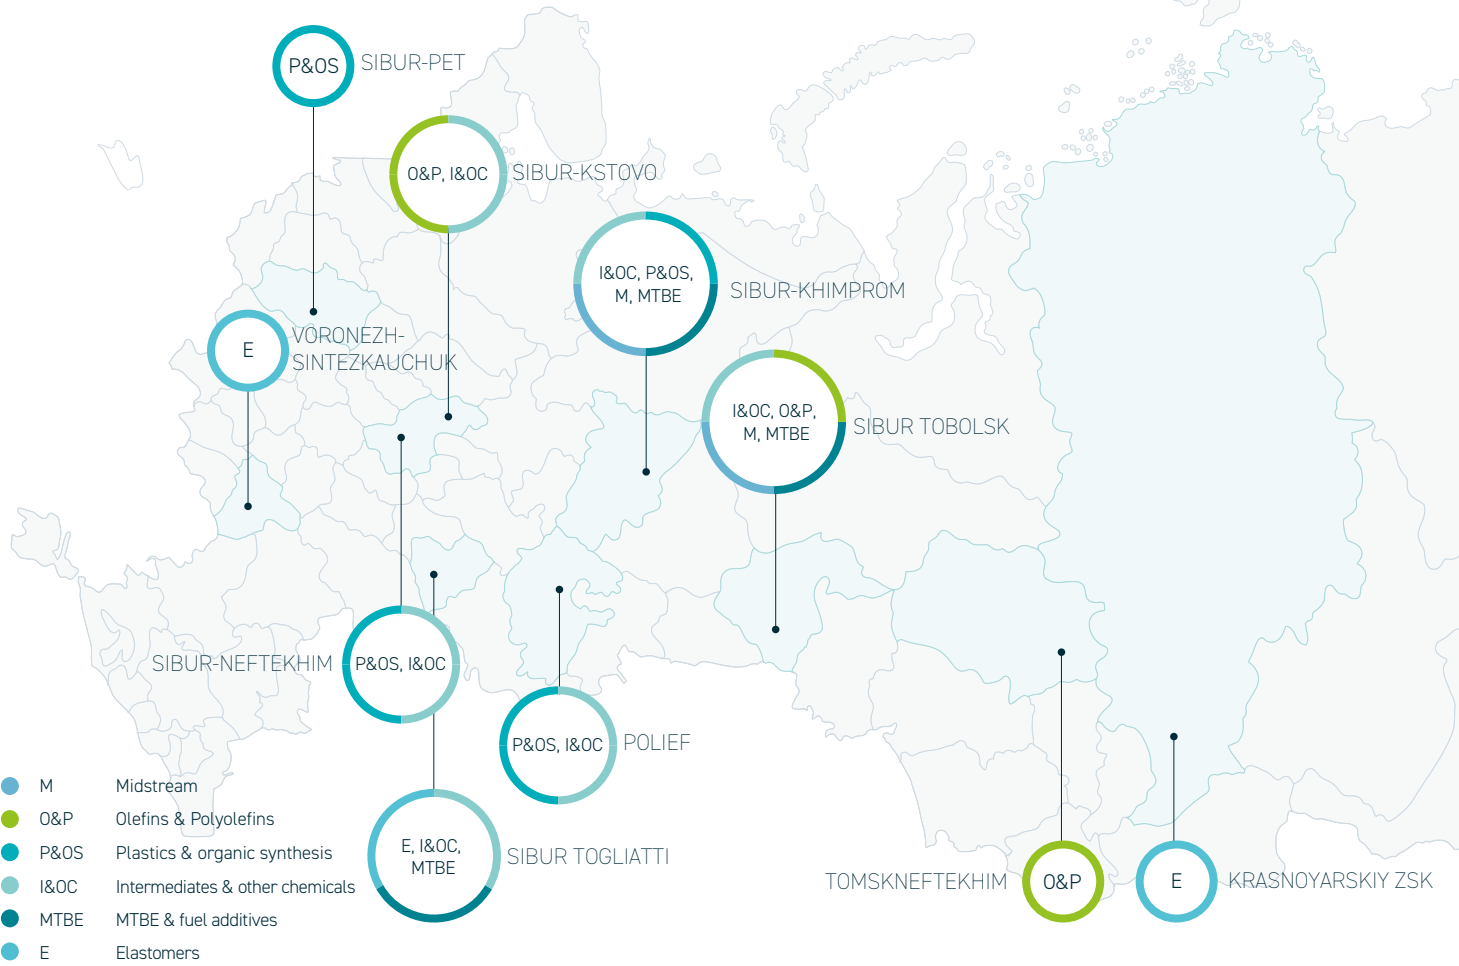 P&OS
SIBUR-PET
O&P, I&OC
SIBUR-KSTOVO
I&OC, P&OS,
M, MTBE
SIBUR-KHIMPROM
E
VORONEZH-
SINTEZKAUCHUK
I&OC, O&P,
M, MTBE
SIBUR TOBOLSK
SIBUR-NEFTEKHIM
P&OS, I&OC
P&OS, I&OC
POLIEF
E, I&OC,
MTBE
SIBUR TOGLIATTI
TOMSKNEFTEKHIM
O&P
E
KRASNOYARSKIY ZSK
M Midstream
O&P Olefins & Polyolefins
P&OS Plastics & organic synthesis
I&OC Intermediates & other chemicals
MTBE MTBE & fuel additives
E Elastomers